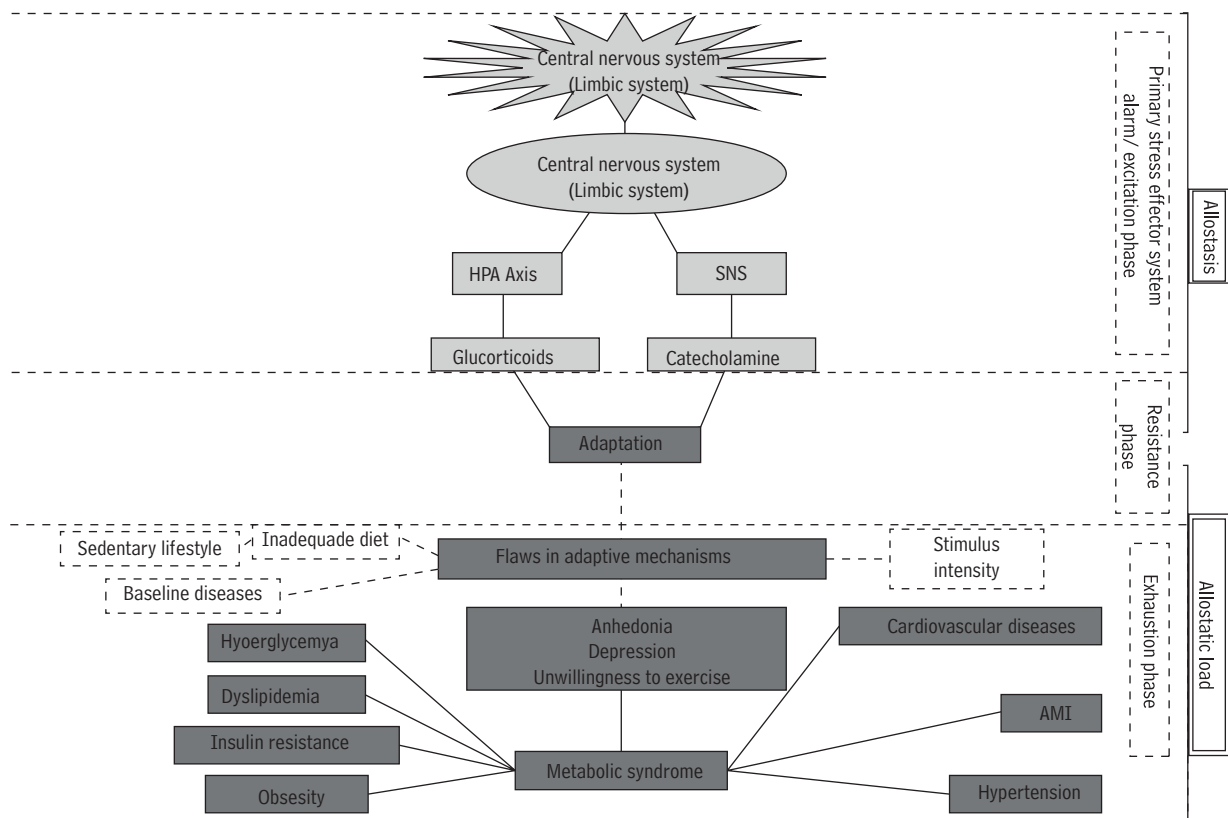 Central nervous system
(Limbic system)
Central nervous system
(Limbic system)
HPA Axis
SNS
Glucorticoids
Catecholamine
Primary stress effector system
alarm/ excitation phase
Allostasis
Adaptation
Resistance
phase
Sedentary lifestyle
Inadequade diet
Baseline diseases
Flaws in adaptive mechanisms
Stimulus
intensity
Anhedonia
Depression
Unwillingness to exercise
Hyoerglycemya
Dyslipidemia
Insulin resistance
Obsesity
Metabolic syndrome
Cardiovascular diseases
AMI
Hypertension
Exhaustion phase
Allostatic load